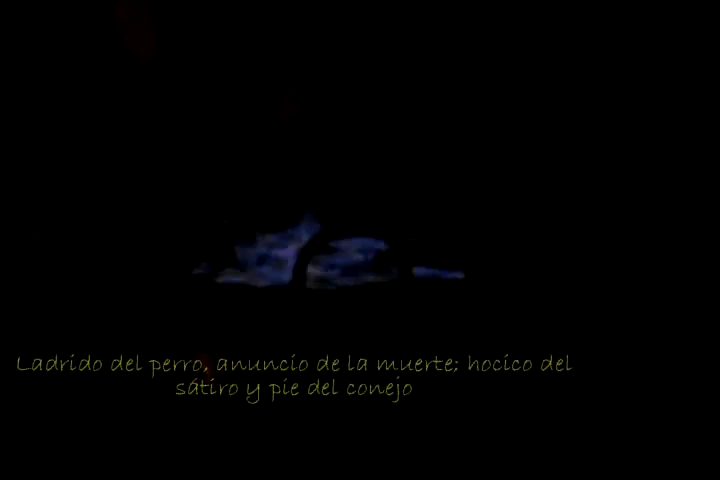 Ladrido del perro, anuncio de la muerte; hocico del
sátiro y pie del conejo